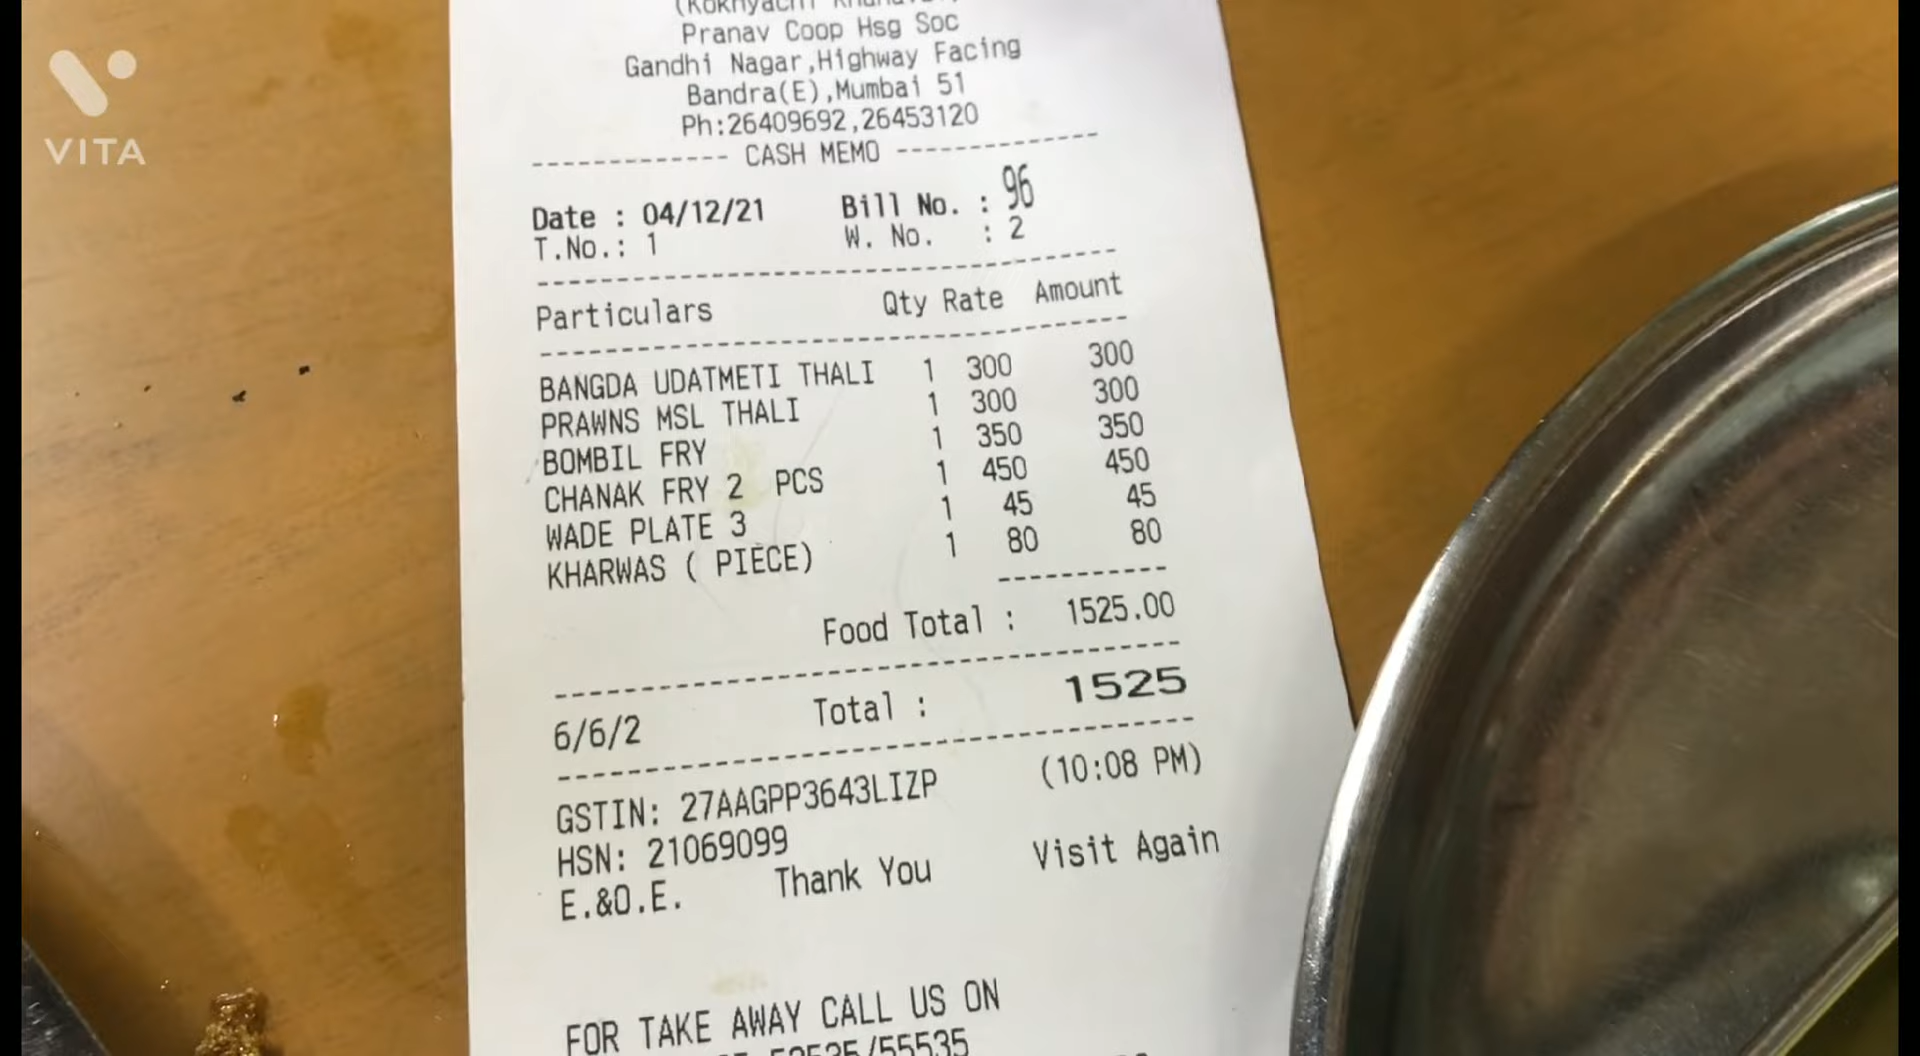 VITA
Pranav Coop Hsg Soc
Gandhi Nagar,Highway Facing
Bandra(E),Mumbai 51
Ph:26409692,26453120
------------- CASH MEMO -------------
Date : 04/12/21 Bill No. : 96
T.No.: 1 W. No. : 2
Particulars Qty Rate Amount
BANGDA UDATMETI THALI 1 300 300
PRAWNS MSL THALI 1 300 300
BOMBIL FRY 1 350 350
CHANAK FRY 2 PCS 1 450 450
WADE PLATE 3 1 45 45
KHARWAS ( PIECE) 1 80 80
Food Total : 1525.00
6/6/2 Total : 1525
GSTIN: 27AAGPP3643LIZP (10:08 PM)
HSN: 21069099
E.&O.E. Thank You Visit Again
FOR TAKE AWAY CALL US ON
/55535